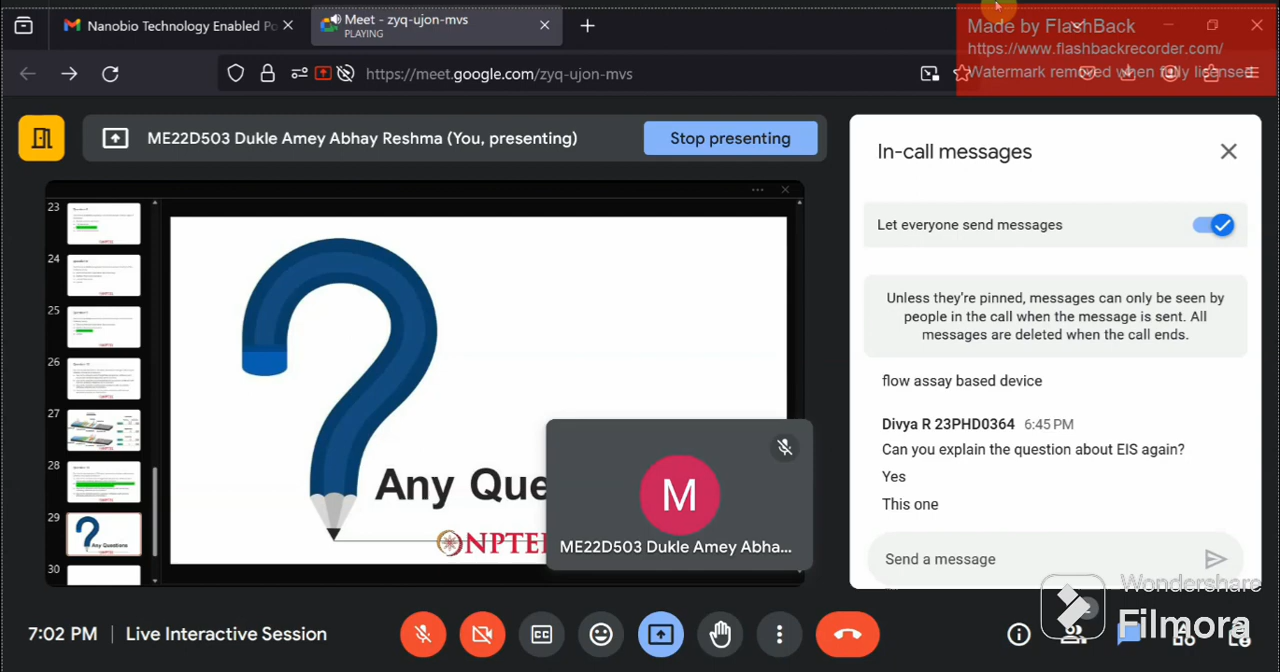 Nanobio Technology Enabled Po
Meet - zyq-ujon-mvs
PLAYING
Made by FlashBack
https://www.flashbackrecorder.com/
Watermark removed when fully licensed
https://meet.google.com/zyq-ujon-mvs
ME22D503 Dukle Amey Abhay Reshma (You, presenting)
Stop presenting
In-call messages
Let everyone send messages
Unless they're pinned, messages can only be seen by
people in the call when the message is sent. All
messages are deleted when the call ends.
flow assay based device
Divya R 23PHD0364 6:45 PM
Can you explain the question about EIS again?
Yes
This one
Send a message
23
24
25
26
27
28
29
30
Any Que
NPTEL
M
ME22D503 Dukle Amey Abha...
7:02 PM | Live Interactive Session
Wondershare
Filmora